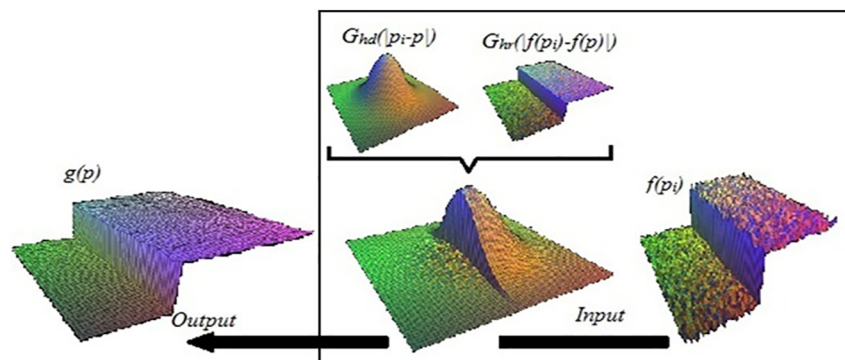 Ghd(|pi-p|)
Ghr(|f(pi)-f(p)|)
g(p)
f(pi)
Output
Input